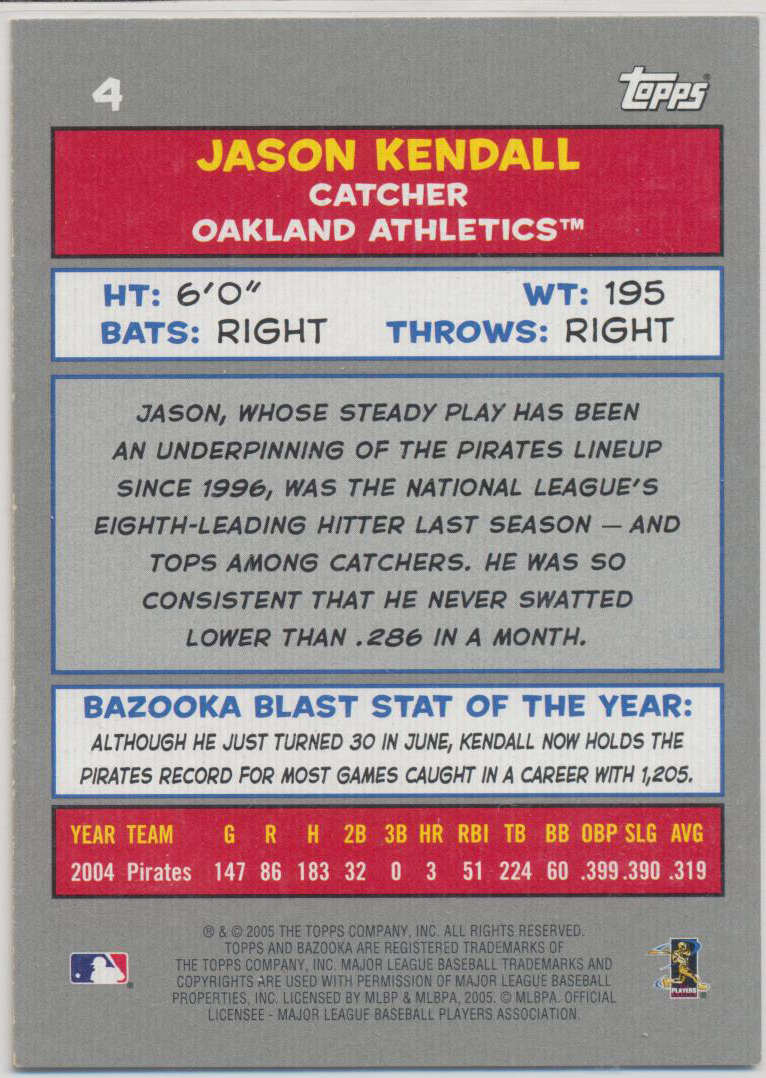 4
Topps
JASON KENDALL
CATCHER
OAKLAND ATHLETICS™
HT: 6'0" WT: 195
BATS: RIGHT THROWS: RIGHT
JASON, WHOSE STEADY PLAY HAS BEEN
AN UNDERPINNING OF THE PIRATES LINEUP
SINCE 1996, WAS THE NATIONAL LEAGUE'S
EIGHTH-LEADING HITTER LAST SEASON — AND
TOPS AMONG CATCHERS. HE WAS SO
CONSISTENT THAT HE NEVER SWATTED
LOWER THAN .286 IN A MONTH.
BAZOOKA BLAST STAT OF THE YEAR:
ALTHOUGH HE JUST TURNED 30 IN JUNE, KENDALL NOW HOLDS THE
PIRATES RECORD FOR MOST GAMES CAUGHT IN A CAREER WITH 1,205.
YEAR TEAM G R H 2B 3B HR RBI TB BB OBP SLG AVG
2004 Pirates 147 86 183 32 0 3 51 224 60 .399 .390 .319
® & © 2005 THE TOPPS COMPANY, INC. ALL RIGHTS RESERVED.
TOPPS AND BAZOOKA ARE REGISTERED TRADEMARKS OF
THE TOPPS COMPANY, INC. MAJOR LEAGUE BASEBALL TRADEMARKS AND
COPYRIGHTS ARE USED WITH PERMISSION OF MAJOR LEAGUE BASEBALL
PROPERTIES, INC. LICENSED BY MLBP & MLBPA, 2005. © MLBPA. OFFICIAL
LICENSEE - MAJOR LEAGUE BASEBALL PLAYERS ASSOCIATION.
PLAYERS